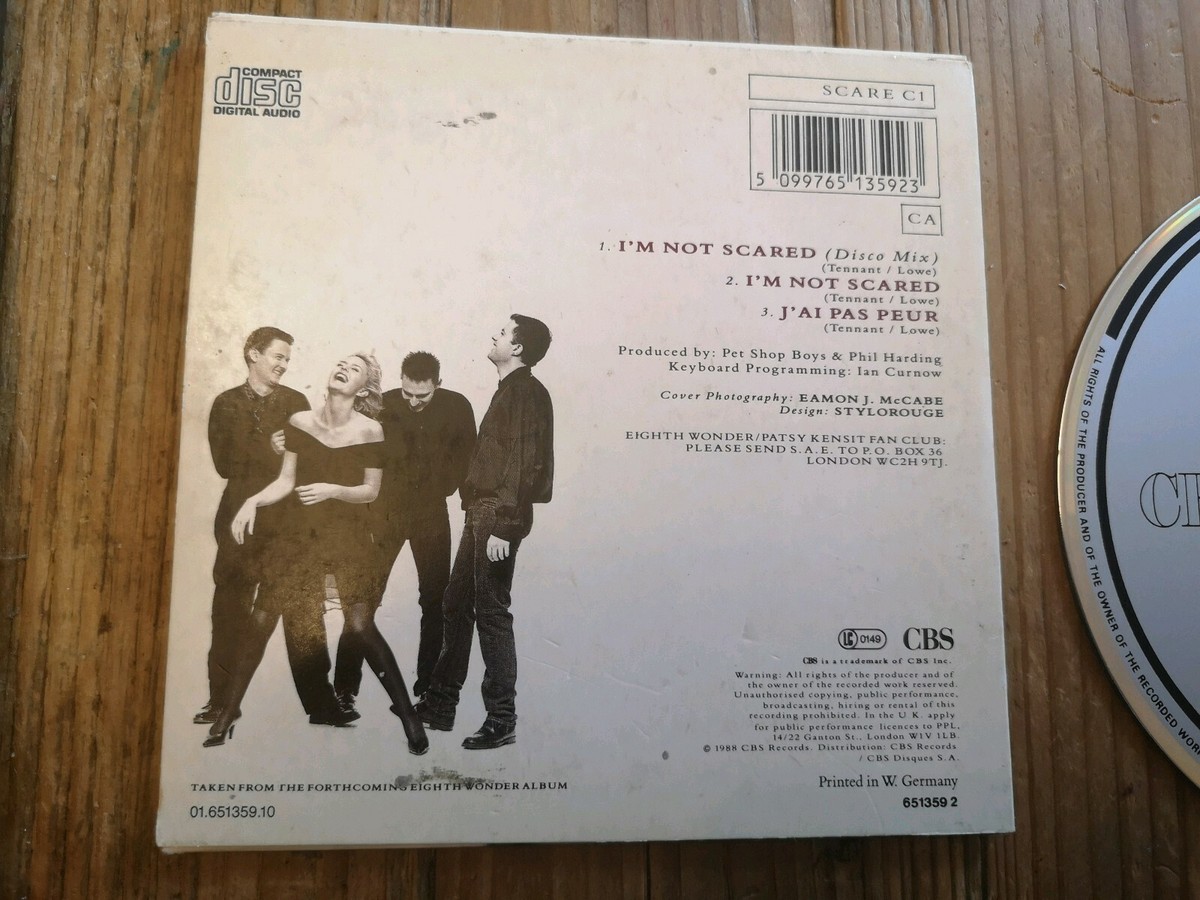 COMPACT
disc
DIGITAL AUDIO
SCARE C1
5 099765 135923
CA
1. I'M NOT SCARED (Disco Mix)
(Tennant / Lowe)
2. I'M NOT SCARED
(Tennant / Lowe)
3. J'AI PAS PEUR
(Tennant / Lowe)
Produced by: Pet Shop Boys & Phil Harding
Keyboard Programming: Ian Curnow
Cover Photography: EAMON J. McCABE
Design: STYLOROUGE
EIGHTH WONDER/PATSY KENSIT FAN CLUB:
PLEASE SEND S.A.E. TO P.O. BOX 36
LONDON WC2H 9TJ.
LC 0149 CBS
CBS is a trademark of CBS Inc.
Warning: All rights of the producer and of
the owner of the recorded work reserved.
Unauthorised copying, public performance,
broadcasting, hiring or rental of this
recording prohibited. In the U K. apply
for public performance licences to PPL,
14/22 Ganton St., London W1V 1LB.
© 1988 CBS Records. Distribution: CBS Records
/ CBS Disques S.A.
Printed in W. Germany
651359 2
TAKEN FROM THE FORTHCOMING EIGHTH WONDER ALBUM
01.651359.10
ALL RIGHTS OF THE PRODUCER AND OF THE OWNER OF THE RECORDED